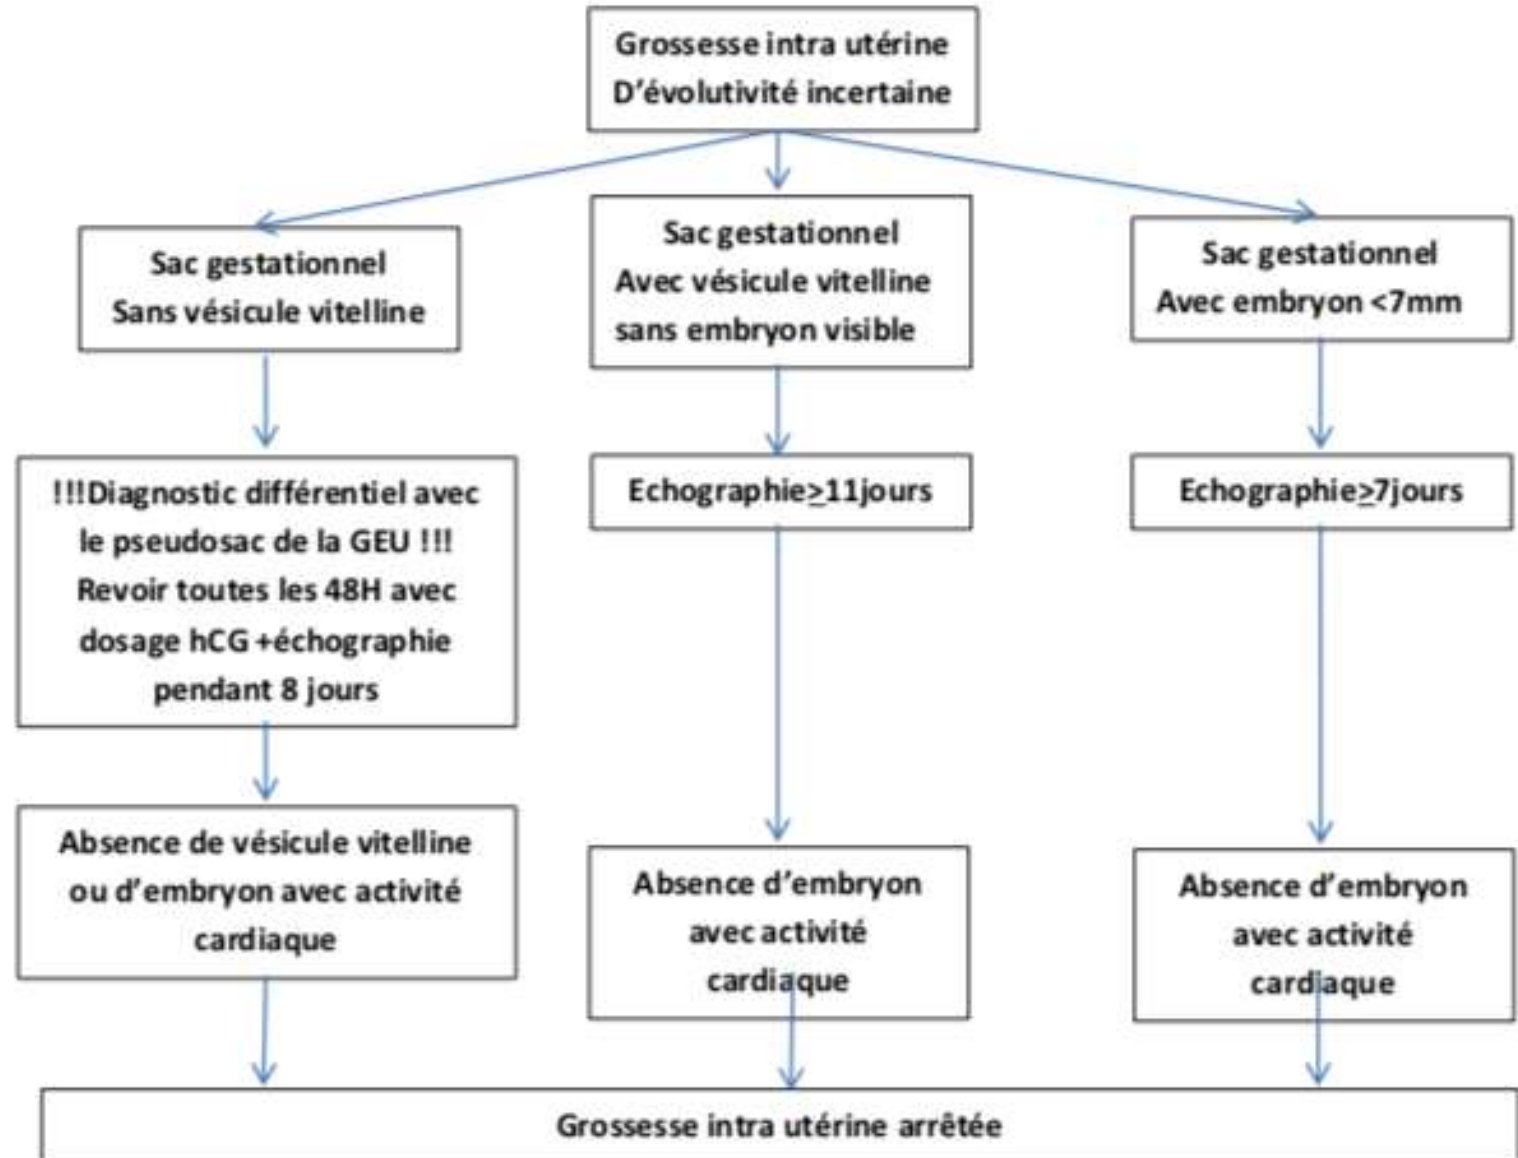 Grossesse intra utérine
D'évolutivité incertaine
Sac gestationnel
Sans vésicule vitelline
Sac gestationnel
Avec vésicule vitelline
sans embryon visible
Sac gestationnel
Avec embryon <7mm
!!!Diagnostic différentiel avec
le pseudosac de la GEU !!!
Revoir toutes les 48H avec
dosage hCG +échographie
pendant 8 jours
Echographie≥11jours
Echographie≥7jours
Absence de vésicule vitelline
ou d'embryon avec activité
cardiaque
Absence d'embryon
avec activité
cardiaque
Absence d'embryon
avec activité
cardiaque
Grossesse intra utérine arrêtée